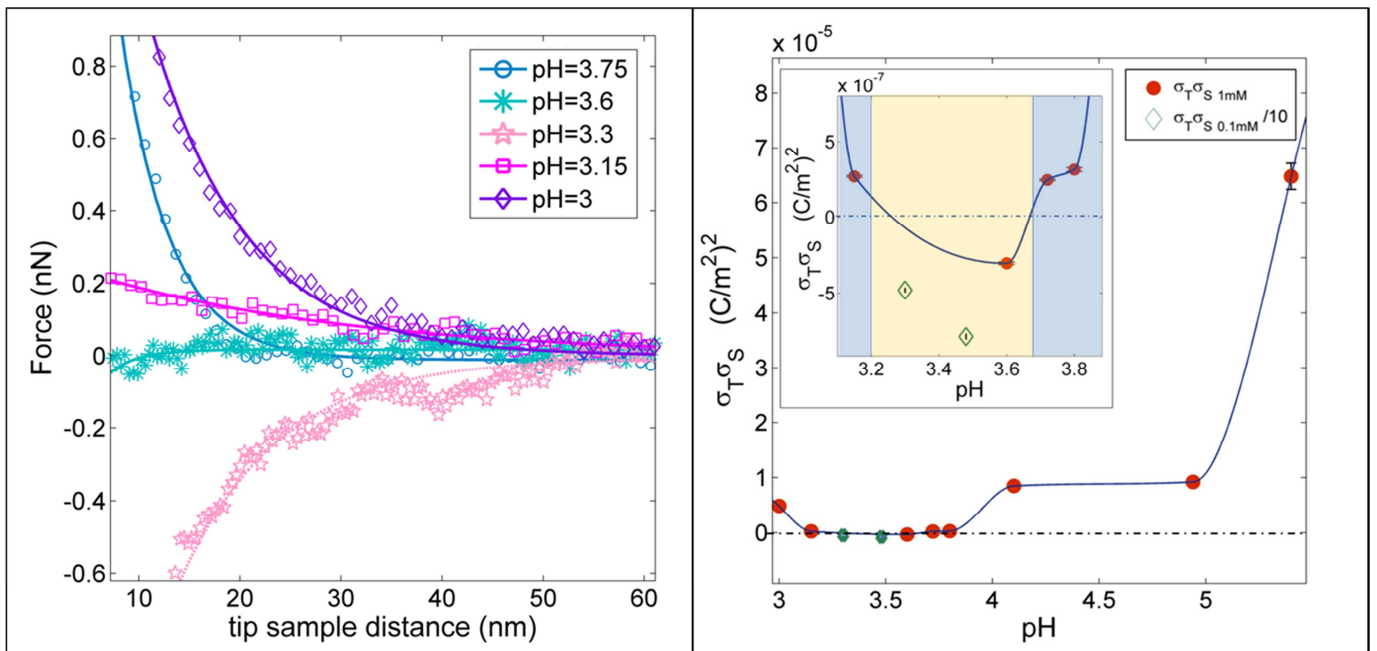 0.8
0.6
0.4
0.2
0
-0.2
-0.4
-0.6
Force (nN)
10
20
30
40
50
60
tip sample distance (nm)
pH=3.75
pH=3.6
pH=3.3
pH=3.15
pH=3
x 10⁻⁵
8
7
6
5
4
3
2
1
0
σTσS (C/m²)²
3
3.5
4
4.5
5
pH
σTσS 1mM
σTσS 0.1mM /10
x 10⁻⁷
5
0
-5
σTσS (C/m²)²
3.2
3.4
3.6
3.8
pH